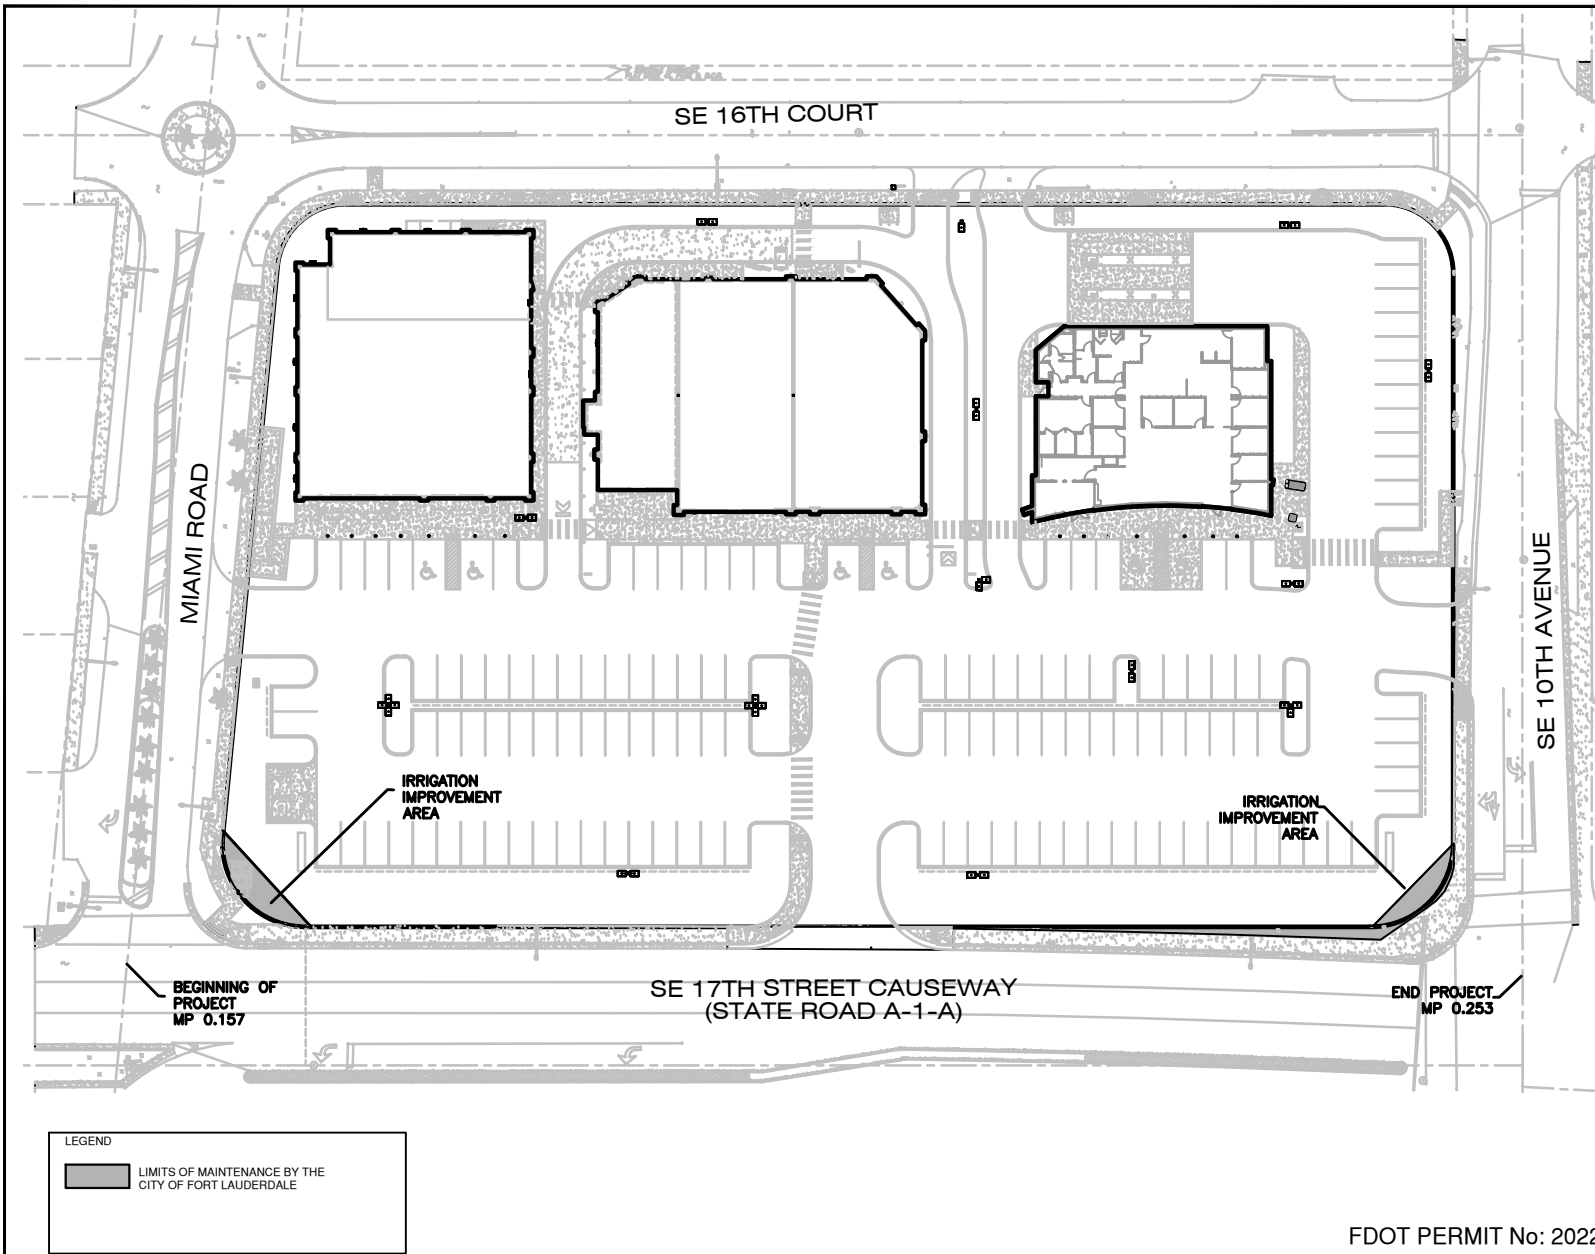 SE 16TH COURT
MIAMI ROAD
SE 10TH AVENUE
IRRIGATION
IMPROVEMENT
AREA
IRRIGATION
IMPROVEMENT
AREA
BEGINNING OF
PROJECT
MP 0.157
SE 17TH STREET CAUSEWAY
(STATE ROAD A-1-A)
END PROJECT
MP 0.253
LEGEND
LIMITS OF MAINTENANCE BY THE
CITY OF FORT LAUDERDALE
FDOT PERMIT No: 2022